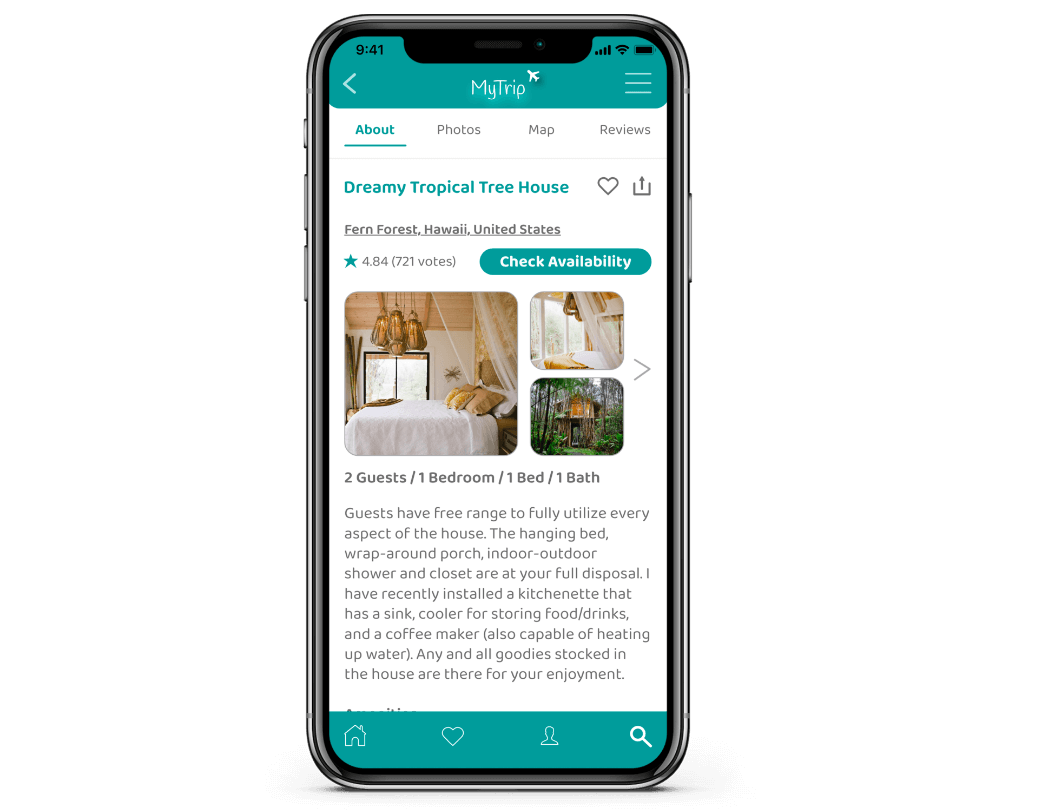 9:41
MyTrip
About Photos Map Reviews
Dreamy Tropical Tree House
Fern Forest, Hawaii, United States
4.84 (721 votes) Check Availability
2 Guests / 1 Bedroom / 1 Bed / 1 Bath
Guests have free range to fully utilize every
aspect of the house. The hanging bed,
wrap-around porch, indoor-outdoor
shower and closet are at your full disposal. I
have recently installed a kitchenette that
has a sink, cooler for storing food/drinks,
and a coffee maker (also capable of heating
up water). Any and all goodies stocked in
the house are there for your enjoyment.
Amenities